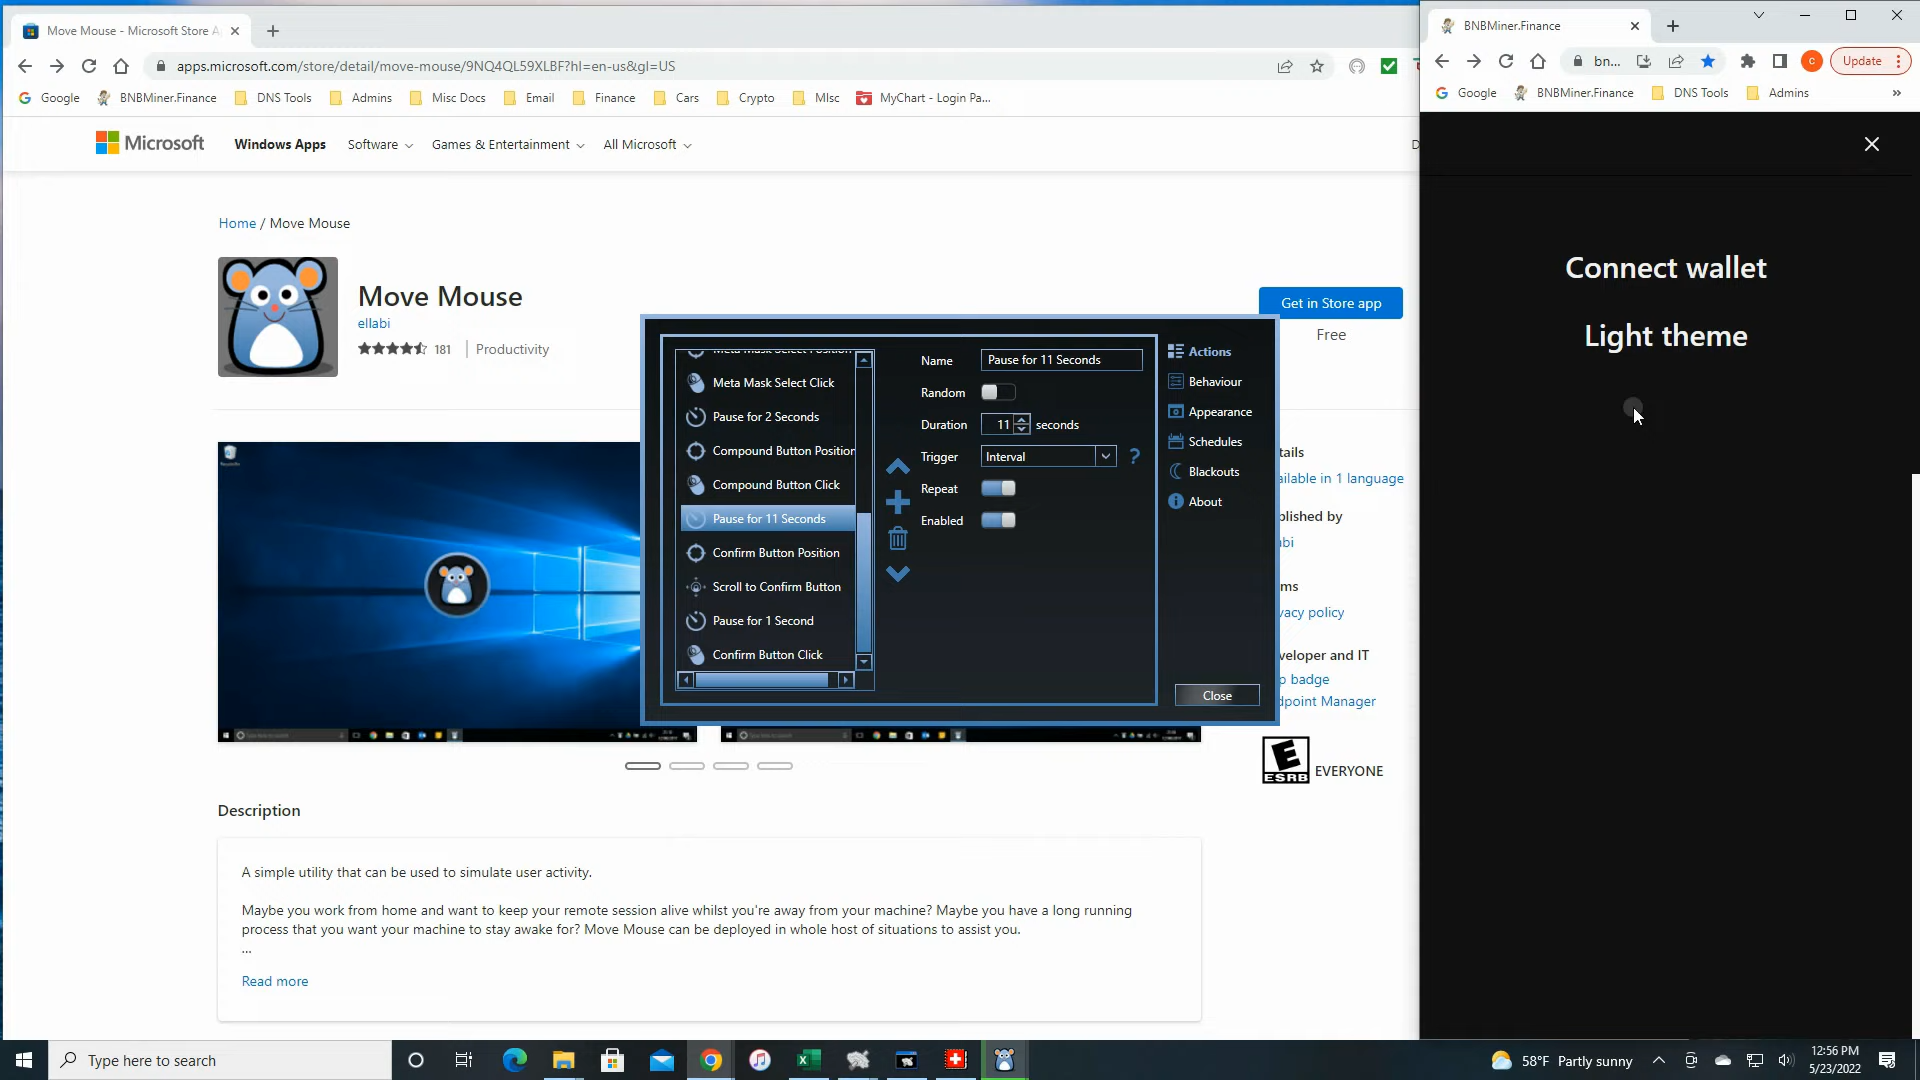 Move Mouse - Microsoft Store A
apps.microsoft.com/store/detail/move-mouse/9NQ4QL59XLBF?hl=en-us&gl=US
Google
BNBMiner.Finance
DNS Tools
Admins
Misc Docs
Email
Finance
Cars
Crypto
MIsc
MyChart - Login Pa...
Microsoft
Windows Apps
Software
Games & Entertainment
All Microsoft
D
Home / Move Mouse
Move Mouse
ellabi
181
Productivity
Get in Store app
Free
tails
ailable in 1 language
blished by
bi
ms
vacy policy
veloper and IT
p badge
dpoint Manager
E
ESRB
EVERYONE
Meta Mask Select Position
Meta Mask Select Click
Pause for 2 Seconds
Compound Button Position
Compound Button Click
Pause for 11 Seconds
Confirm Button Position
Scroll to Confirm Button
Pause for 1 Second
Confirm Button Click
Name
Pause for 11 Seconds
Random
Duration
11
seconds
Trigger
Interval
?
Repeat
Enabled
Actions
Behaviour
Appearance
Schedules
Blackouts
About
Close
Description
A simple utility that can be used to simulate user activity.
Maybe you work from home and want to keep your remote session alive whilst you're away from your machine? Maybe you have a long running
process that you want your machine to stay awake for? Move Mouse can be deployed in whole host of situations to assist you.
...
Read more
BNBMiner.Finance
bn...
C
Update
Google
BNBMiner.Finance
DNS Tools
Admins
»
Connect wallet
Light theme
Type here to search
58°F Partly sunny
12:56 PM
5/23/2022